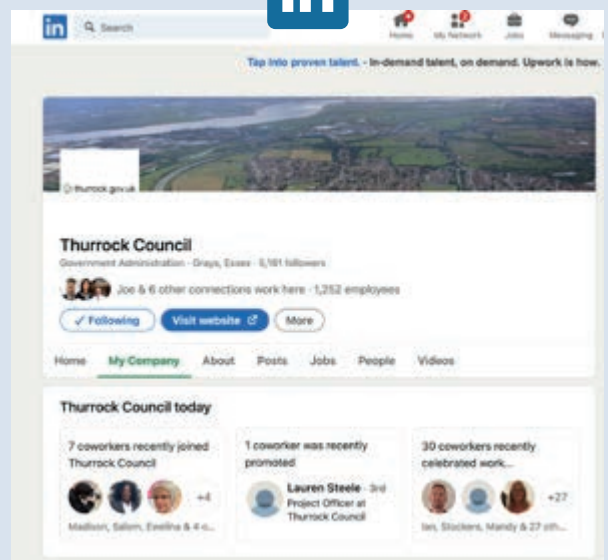 in
in Search
Home My Network Jobs Messaging
Tap into proven talent. - In-demand talent, on demand. Upwork is how.
thurrock.gov.uk
Thurrock Council
Government Administration · Grays, Essex · 5,161 followers
Joe & 6 other connections work here · 1,252 employees
✓ Following Visit website More
Home My Company About Posts Jobs People Videos
Thurrock Council today
7 coworkers recently joined
Thurrock Council
+4
Madison, Salem, Ewelina & 4 o...
1 coworker was recently
promoted
Lauren Steele · 3rd
Project Officer at
Thurrock Council
30 coworkers recently
celebrated work...
+27
Ian, Slockers, Mandy & 27 oth...